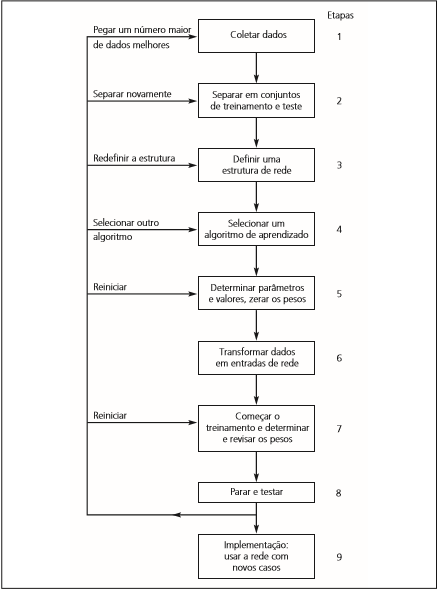 Etapas
Pegar um número maior
de dados melhores
Coletar dados
1
Separar novamente
Separar em conjuntos
de treinamento e teste
2
Redefinir a estrutura
Definir uma
estrutura de rede
3
Selecionar outro
algoritmo
Selecionar um
algoritmo de aprendizado
4
Reiniciar
Determinar parâmetros
e valores, zerar os pesos
5
Transformar dados
em entradas de rede
6
Reiniciar
Começar o
treinamento e determinar
e revisar os pesos
7
Parar e testar
8
Implementação:
usar a rede com
novos casos
9